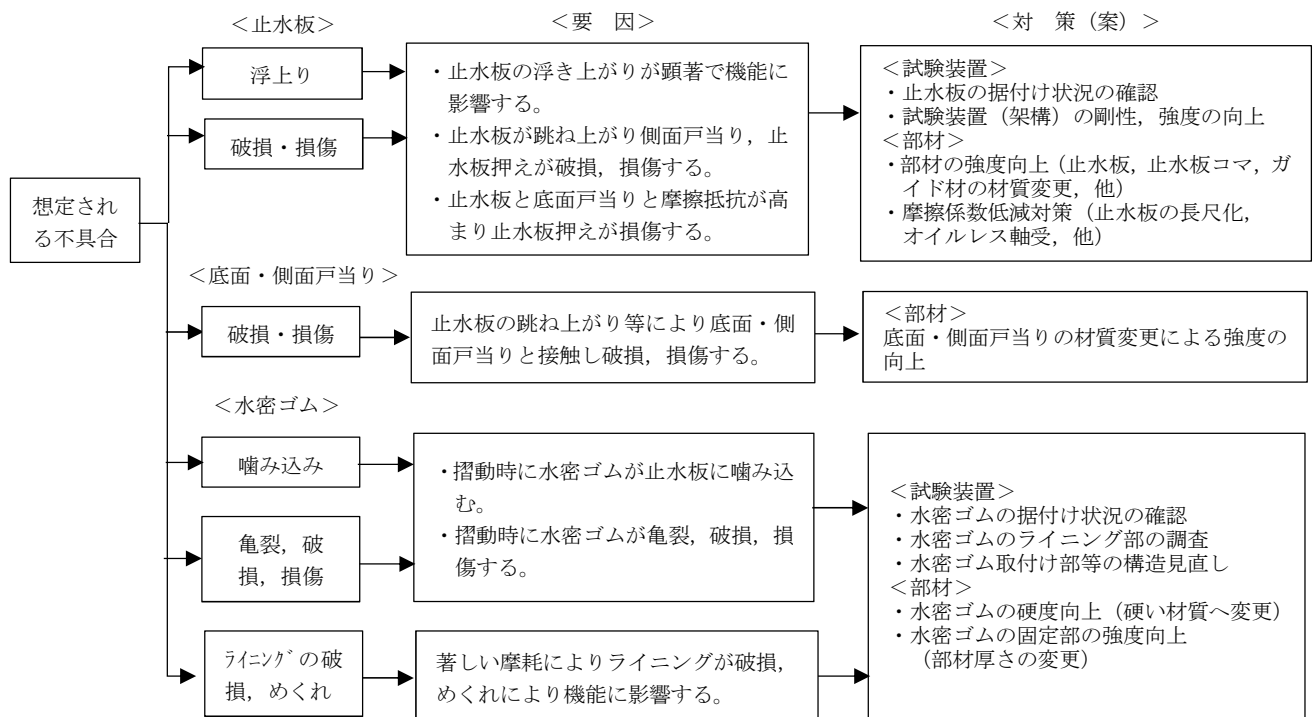 ＜止水板＞
＜要　因＞
＜対　策（案）＞
想定され
る不具合
浮上り
破損・損傷
・止水板の浮き上がりが顕著で機能に
影響する。
・止水板が跳ね上がり側面戸当り，止
水板押えが破損，損傷する。
・止水板と底面戸当りと摩擦抵抗が高
まり止水板押えが損傷する。
＜試験装置＞
・止水板の据付け状況の確認
・試験装置（架構）の剛性，強度の向上
＜部材＞
・部材の強度向上（止水板，止水板コマ，ガ
イド材の材質変更，他）
・摩擦係数低減対策（止水板の長尺化，
オイルレス軸受，他）
＜底面・側面戸当り＞
破損・損傷
止水板の跳ね上がり等により底面・側
面戸当りと接触し破損，損傷する。
＜部材＞
底面・側面戸当りの材質変更による強度の
向上
＜水密ゴム＞
噛み込み
亀裂，破
損，損傷
・摺動時に水密ゴムが止水板に噛み込
む。
・摺動時に水密ゴムが亀裂，破損，損
傷する。
ﾗｲﾆﾝｸﾞの破
損，めくれ
著しい摩耗によりライニングが破損，
めくれにより機能に影響する。
＜試験装置＞
・水密ゴムの据付け状況の確認
・水密ゴムのライニング部の調査
・水密ゴム取付け部等の構造見直し
＜部材＞
・水密ゴムの硬度向上（硬い材質へ変更）
・水密ゴムの固定部の強度向上
（部材厚さの変更）